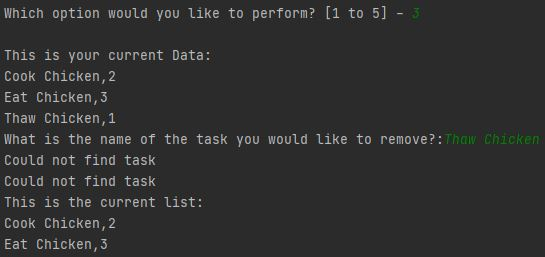 Which option would you like to perform? [1 to 5] - 3
This is your current Data:
Cook Chicken,2
Eat Chicken,3
Thaw Chicken,1
What is the name of the task you would like to remove?:Thaw Chicken
Could not find task
Could not find task
This is the current list:
Cook Chicken,2
Eat Chicken,3